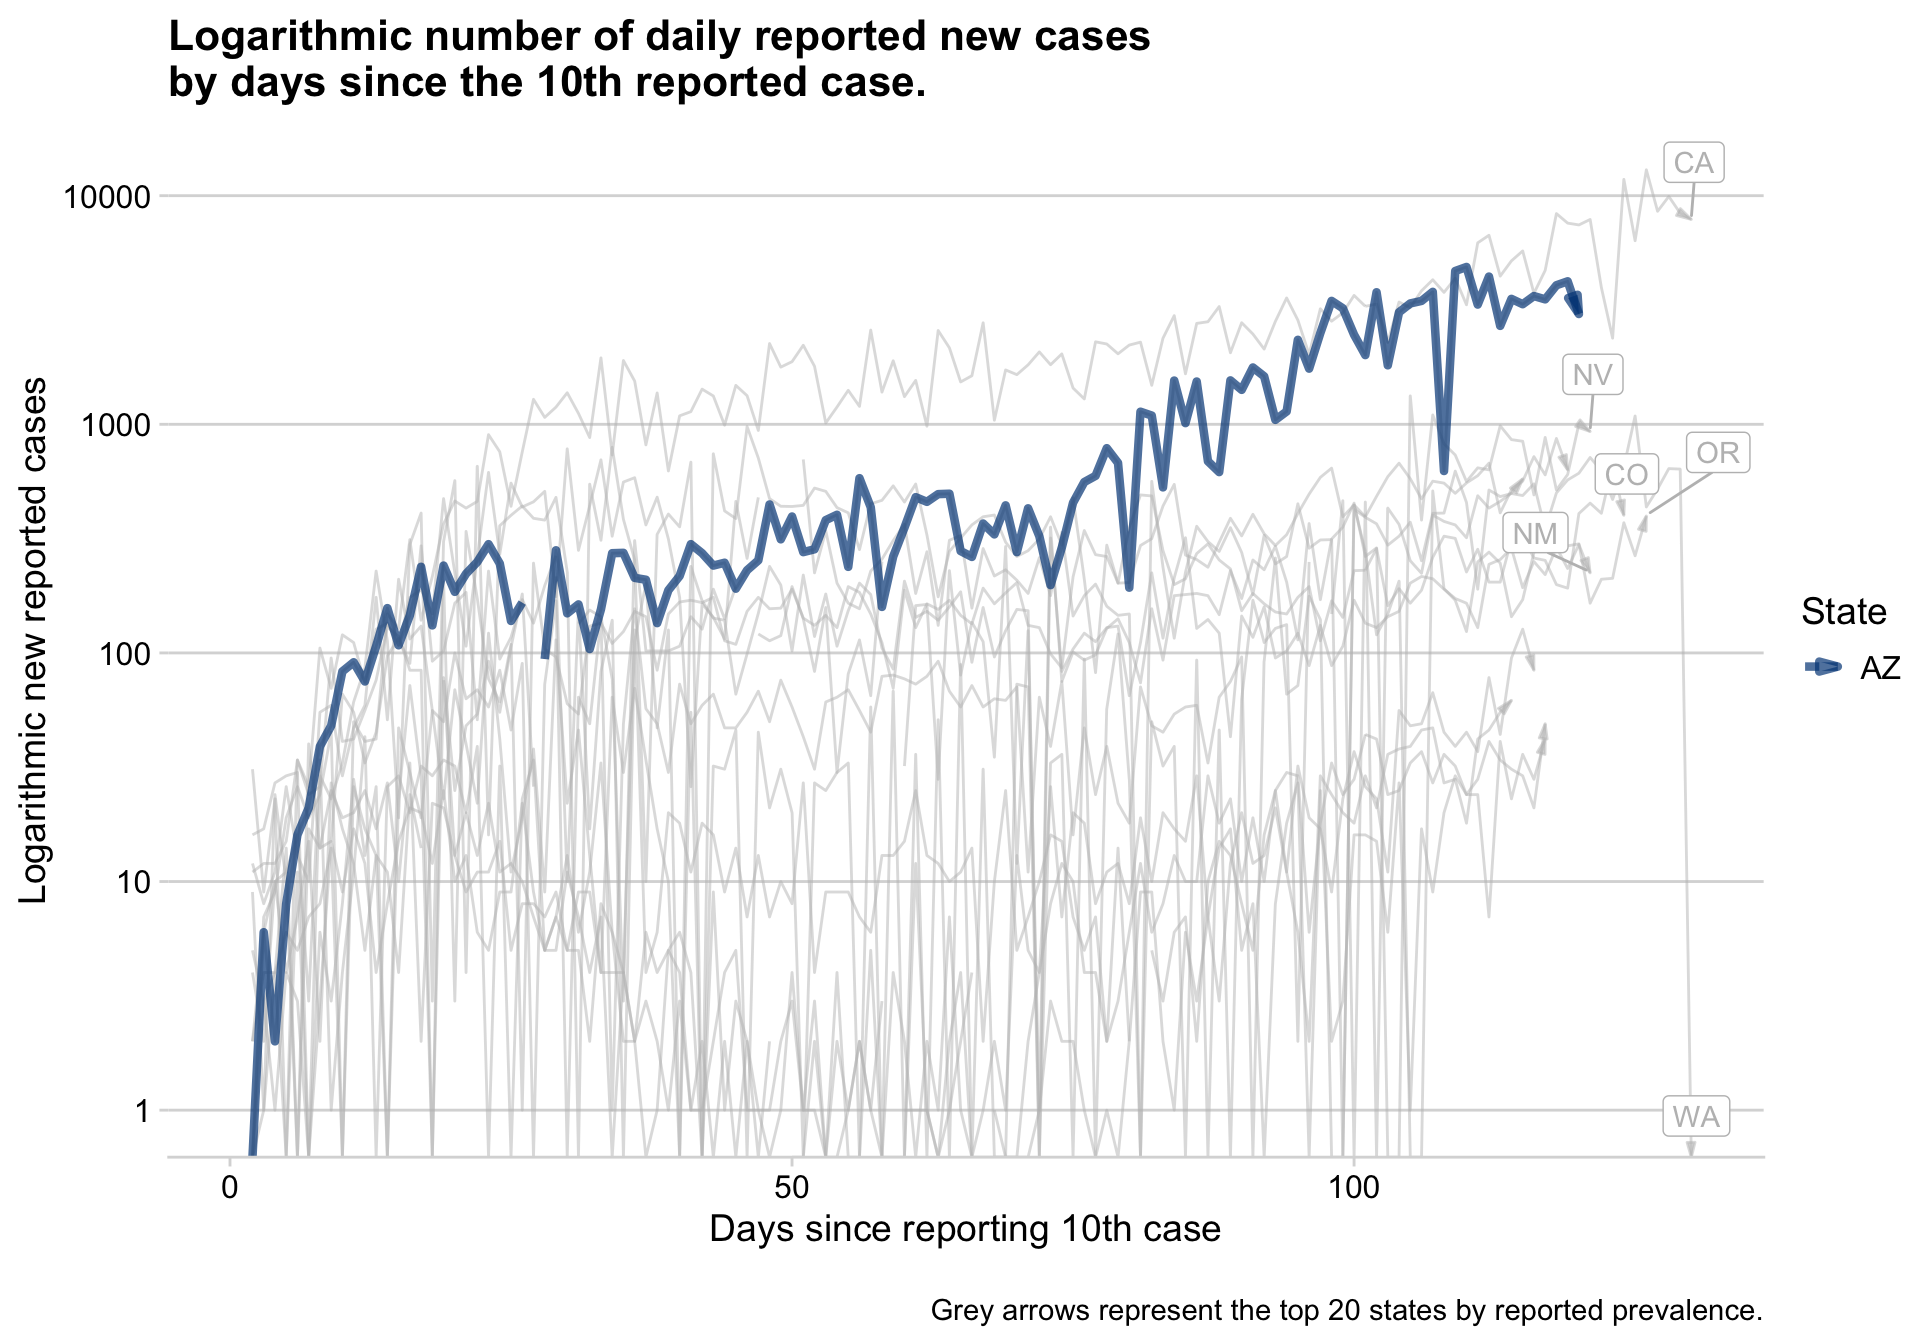 Logarithmic number of daily reported new cases
by days since the 10th reported case.
Logarithmic new reported cases
10000
1000
100
10
1
CA
NV
OR
CO
NM
WA
State
AZ
0
50
100
Days since reporting 10th case
Grey arrows represent the top 20 states by reported prevalence.